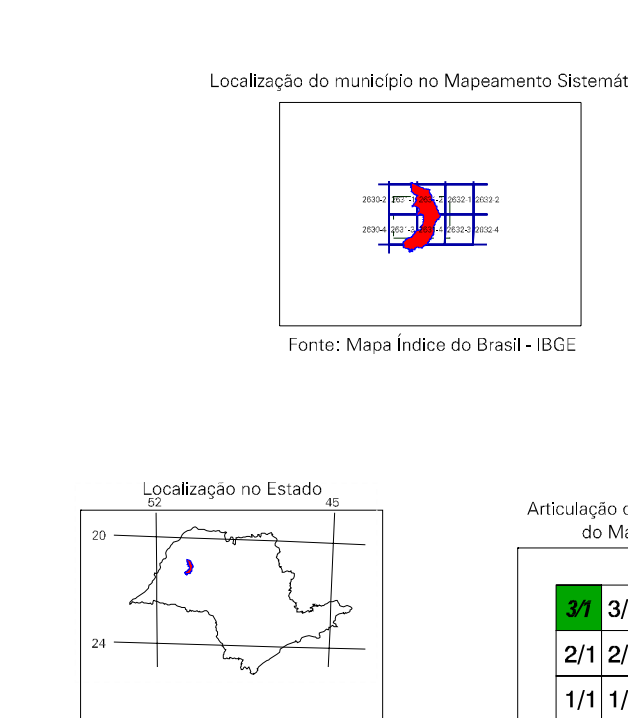 Localização do município no Mapeamento Sistemát
2630-2 2632-1 2632-2
2630-4 2632-3 2632-4
Fonte: Mapa Índice do Brasil - IBGE
Localização no Estado
52 45
20
24
Articulação
do Ma
3/1 3/
2/1 2/
1/1 1/